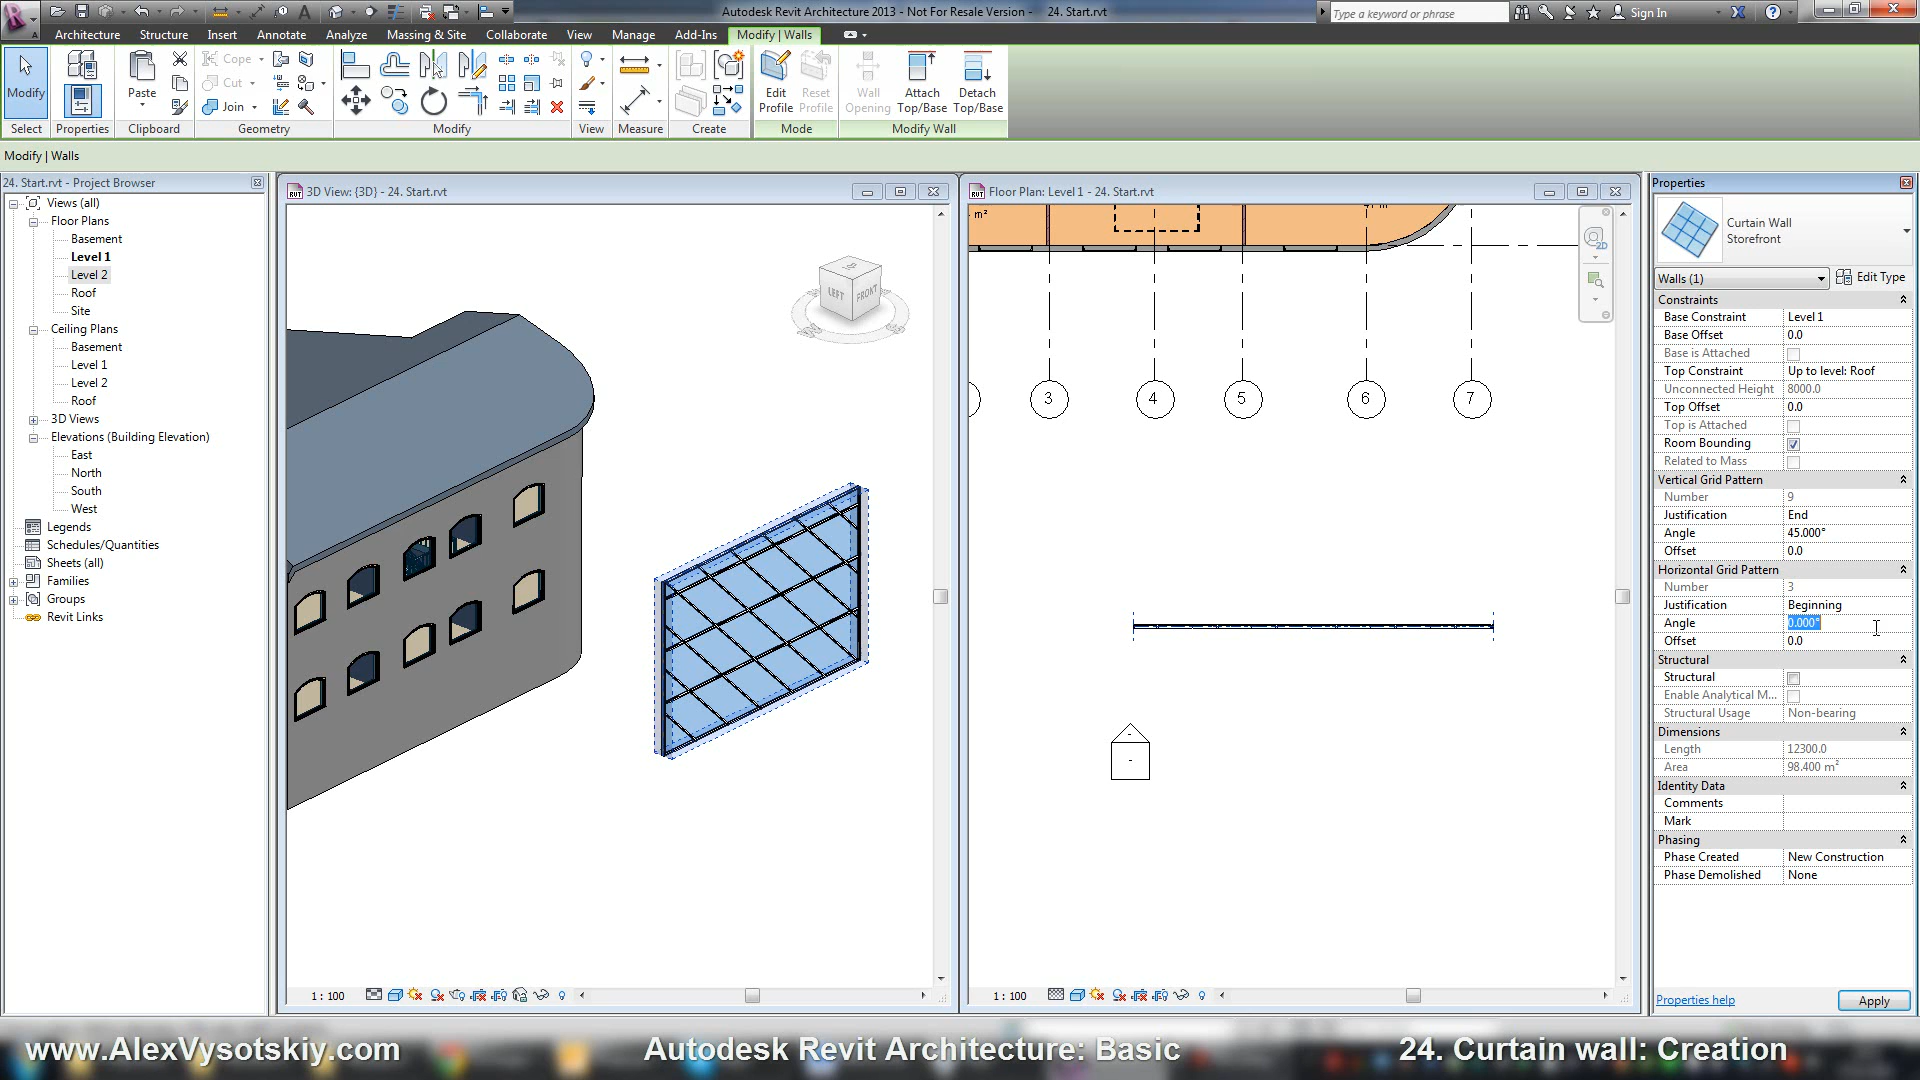 Autodesk Revit Architecture 2013 - Not For Resale Version -    24. Start.rvt
Type a keyword or phrase
Sign In
Architecture Structure Insert Annotate Analyze Massing & Site Collaborate View Manage Add-Ins Modify | Walls
Modify
Paste
Cope
Cut
Join
Edit Profile
Reset Profile
Wall Opening
Attach Top/Base
Detach Top/Base
Select Properties Clipboard Geometry Modify View Measure Create Mode Modify Wall
Modify | Walls
24. Start.rvt - Project Browser
Views (all)
Floor Plans
Basement
Level 1
Level 2
Roof
Site
Ceiling Plans
Basement
Level 1
Level 2
Roof
3D Views
Elevations (Building Elevation)
East
North
South
West
Legends
Schedules/Quantities
Sheets (all)
Families
Groups
Revit Links
3D View: {3D} - 24. Start.rvt
LEFT
FRONT
1 : 100
Floor Plan: Level 1 - 24. Start.rvt
m²
2D
3
4
5
6
7
1 : 100
Properties
Curtain Wall
Storefront
Walls (1)
Edit Type
Constraints
Base Constraint Level 1
Base Offset 0.0
Base is Attached
Top Constraint Up to level: Roof
Unconnected Height 8000.0
Top Offset 0.0
Top is Attached
Room Bounding
Related to Mass
Vertical Grid Pattern
Number 9
Justification End
Angle 45.000°
Offset 0.0
Horizontal Grid Pattern
Number 3
Justification Beginning
Angle 0.000°
Offset 0.0
Structural
Structural
Enable Analytical M...
Structural Usage Non-bearing
Dimensions
Length 12300.0
Area 98.400 m²
Identity Data
Comments
Mark
Phasing
Phase Created New Construction
Phase Demolished None
Properties help
Apply
www.AlexVysotskiy.com
Autodesk Revit Architecture: Basic
24. Curtain wall: Creation